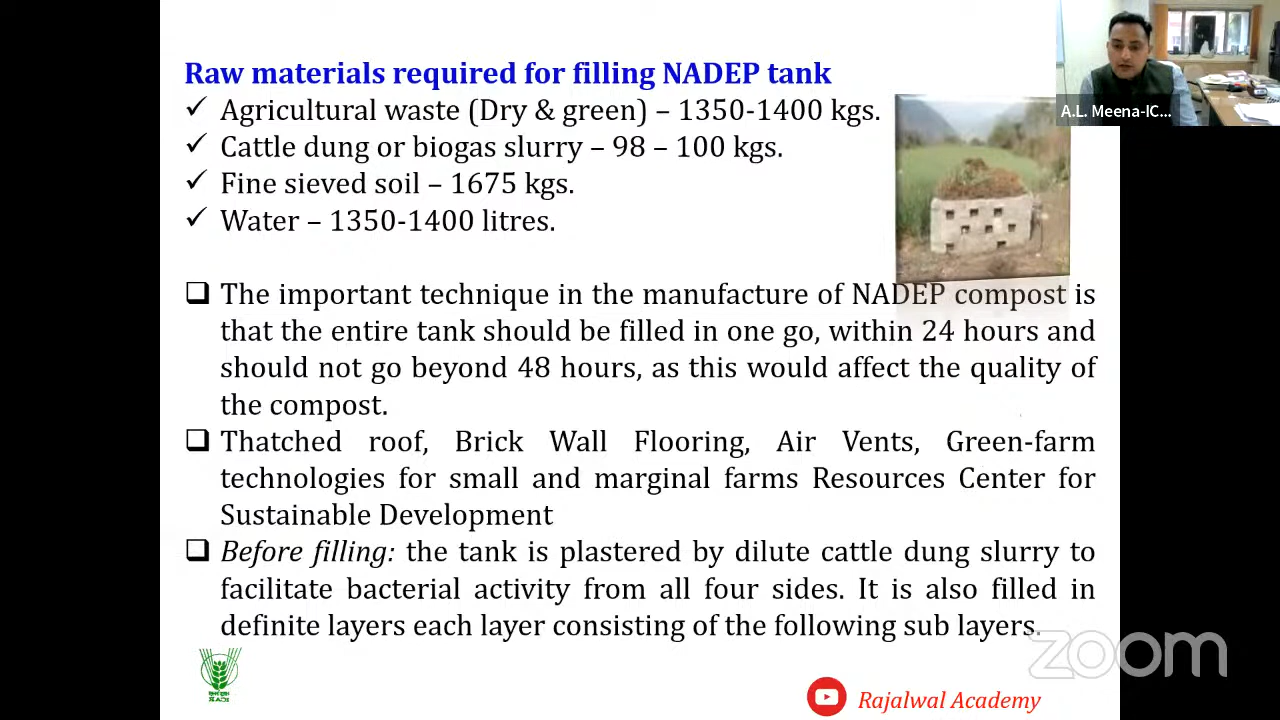 Raw materials required for filling NADEP tank
✓ Agricultural waste (Dry & green) – 1350-1400 kgs.
✓ Cattle dung or biogas slurry – 98 – 100 kgs.
✓ Fine sieved soil – 1675 kgs.
✓ Water – 1350-1400 litres.
A.L. Meena-IC...
❑ The important technique in the manufacture of NADEP compost is
that the entire tank should be filled in one go, within 24 hours and
should not go beyond 48 hours, as this would affect the quality of
the compost.
❑ Thatched roof, Brick Wall Flooring, Air Vents, Green-farm
technologies for small and marginal farms Resources Center for
Sustainable Development
❑ Before filling: the tank is plastered by dilute cattle dung slurry to
facilitate bacterial activity from all four sides. It is also filled in
definite layers each layer consisting of the following sub layers.
zoom
Rajalwal Academy